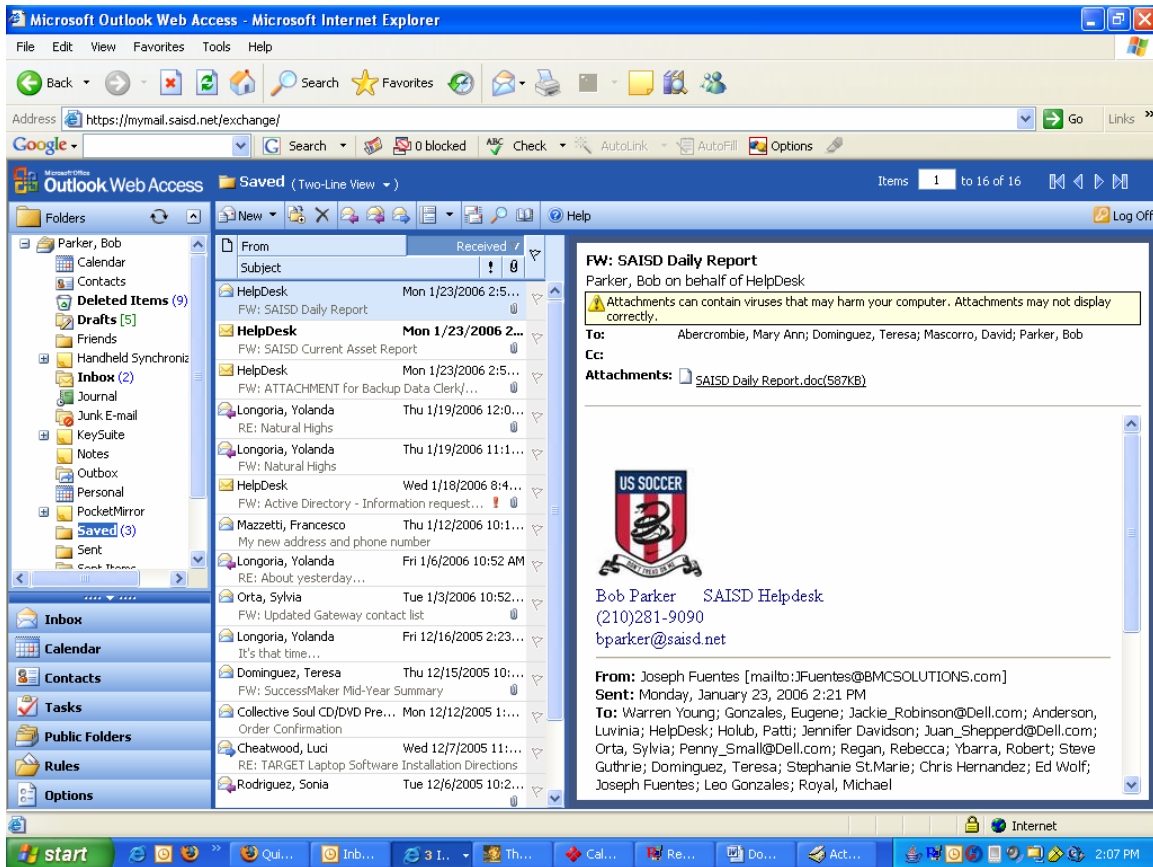 Microsoft Outlook Web Access - Microsoft Internet Explorer
File Edit View Favorites Tools Help
Back Search Favorites
Address https://mymail.saisd.net/exchange/ Go Links »
Google Search 0 blocked ABC Check AutoLink AutoFill Options
Microsoft Office
Outlook Web Access Saved (Two-Line View) Items 1 to 16 of 16
Folders New Help Log Off
Parker, Bob
Calendar
Contacts
Deleted Items (9)
Drafts [5]
Friends
Handheld Synchroniz
Inbox (2)
Journal
Junk E-mail
KeySuite
Notes
Outbox
Personal
PocketMirror
Saved (3)
Sent
Sent Items
Inbox
Calendar
Contacts
Tasks
Public Folders
Rules
Options
From Received
Subject
HelpDesk Mon 1/23/2006 2:5...
FW: SAISD Daily Report
HelpDesk Mon 1/23/2006 2...
FW: SAISD Current Asset Report
HelpDesk Mon 1/23/2006 2:5...
FW: ATTACHMENT for Backup Data Clerk/...
Longoria, Yolanda Thu 1/19/2006 12:0...
RE: Natural Highs
Longoria, Yolanda Thu 1/19/2006 11:1...
FW: Natural Highs
HelpDesk Wed 1/18/2006 8:4...
FW: Active Directory - Information request...
Mazzetti, Francesco Thu 1/12/2006 10:1...
My new address and phone number
Longoria, Yolanda Fri 1/6/2006 10:52 AM
RE: About yesterday...
Orta, Sylvia Tue 1/3/2006 10:52...
FW: Updated Gateway contact list
Longoria, Yolanda Fri 12/16/2005 2:23...
It's that time...
Dominguez, Teresa Thu 12/15/2005 10:...
FW: SuccessMaker Mid-Year Summary
Collective Soul CD/DVD Pre... Mon 12/12/2005 1:...
Order Confirmation
Cheatwood, Luci Wed 12/7/2005 11:...
RE: TARGET Laptop Software Installation Directions
Rodriguez, Sonia Tue 12/6/2005 10:2...
FW: SAISD Daily Report
Parker, Bob on behalf of HelpDesk
Attachments can contain viruses that may harm your computer. Attachments may not display
correctly.
To: Abercrombie, Mary Ann; Dominguez, Teresa; Mascorro, David; Parker, Bob
Cc:
Attachments: SAISD Daily Report.doc(587KB)
US SOCCER
DON'T TREAD ON ME
Bob Parker SAISD Helpdesk
(210)281-9090
bparker@saisd.net
From: Joseph Fuentes [mailto:JFuentes@BMCSOLUTIONS.com]
Sent: Monday, January 23, 2006 2:21 PM
To: Warren Young; Gonzales, Eugene; Jackie_Robinson@Dell.com; Anderson,
Luvinia; HelpDesk; Holub, Patti; Jennifer Davidson; Juan_Shepperd@Dell.com;
Orta, Sylvia; Penny_Small@Dell.com; Regan, Rebecca; Ybarra, Robert; Steve
Guthrie; Dominguez, Teresa; Stephanie St.Marie; Chris Hernandez; Ed Wolf;
Joseph Fuentes; Leo Gonzales; Royal, Michael
Internet
start » Qui... Inb... 3 I.. Th... Cal... Re... Do... Act... 2:07 PM